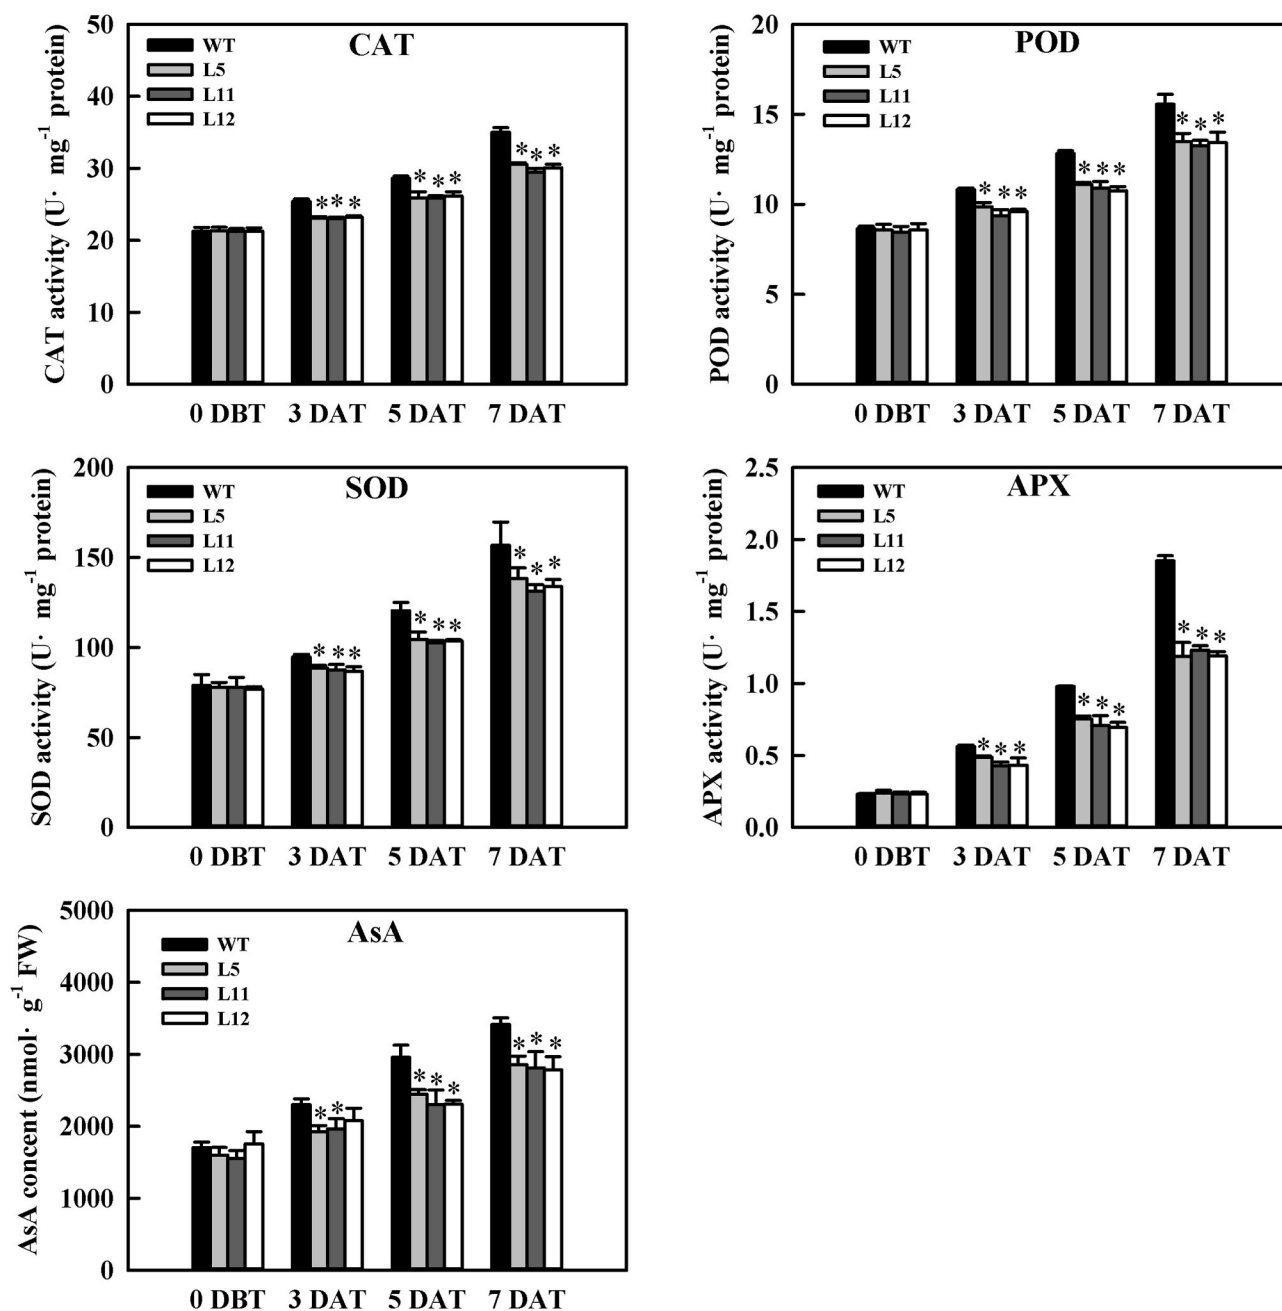 CAT
WT
L5
L11
L12
CAT activity (U· mg⁻¹ protein)
50
40
30
20
10
0
* * *
* * *
* * *
0 DBT 3 DAT 5 DAT 7 DAT
POD
WT
L5
L11
L12
POD activity (U· mg⁻¹ protein)
20
15
10
5
0
* * *
* * *
* * *
0 DBT 3 DAT 5 DAT 7 DAT
SOD
WT
L5
L11
L12
SOD activity (U· mg⁻¹ protein)
200
150
100
50
0
* * *
* * *
* * *
0 DBT 3 DAT 5 DAT 7 DAT
APX
WT
L5
L11
L12
APX activity (U· mg⁻¹ protein)
2.5
2.0
1.5
1.0
0.5
0.0
* * *
* * *
* * *
0 DBT 3 DAT 5 DAT 7 DAT
AsA
WT
L5
L11
L12
AsA concent (nmol· g⁻¹ FW)
5000
4000
3000
2000
1000
0
* *
* * *
* * *
0 DBT 3 DAT 5 DAT 7 DAT